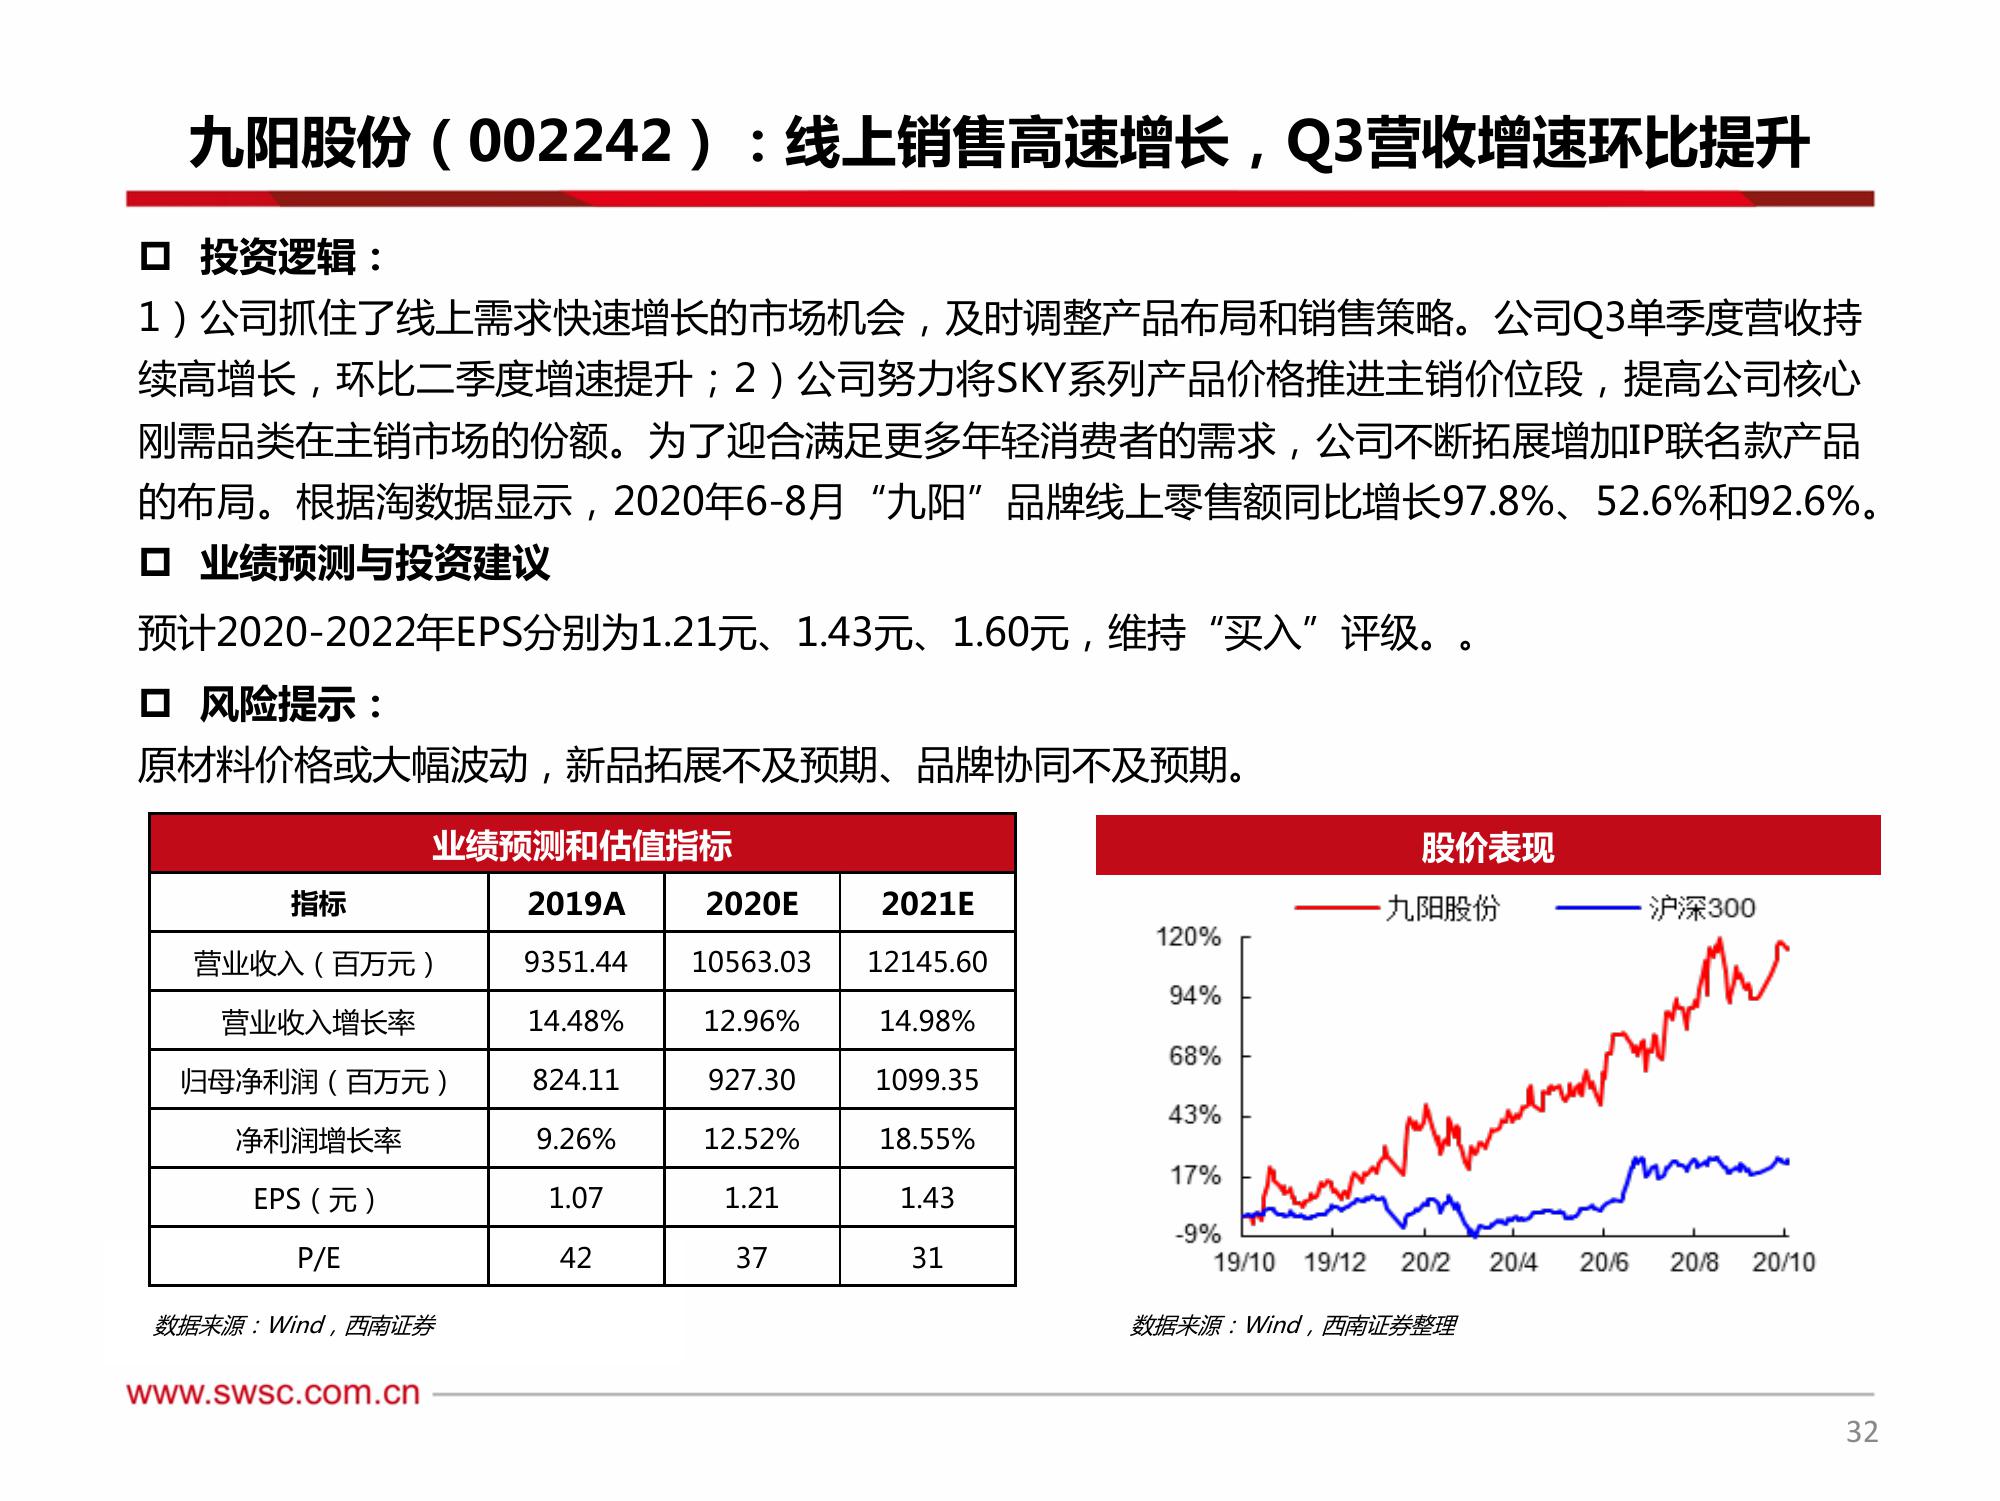 九阳股份（002242）：线上销售高速增长，Q3营收增速环比提升
投资逻辑：
1）公司抓住了线上需求快速增长的市场机会，及时调整产品布局和销售策略。公司Q3单季度营收持
续高增长，环比二季度增速提升；2）公司努力将SKY系列产品价格推进主销价位段，提高公司核心
刚需品类在主销市场的份额。为了迎合满足更多年轻消费者的需求，公司不断拓展增加IP联名款产品
的布局。根据淘数据显示，2020年6-8月“九阳”品牌线上零售额同比增长97.8%、52.6%和92.6%。
业绩预测与投资建议
预计2020-2022年EPS分别为1.21元、1.43元、1.60元，维持“买入”评级。。
风险提示：
原材料价格或大幅波动，新品拓展不及预期、品牌协同不及预期。
业绩预测和估值指标
指标 2019A 2020E 2021E
营业收入（百万元） 9351.44 10563.03 12145.60
营业收入增长率 14.48% 12.96% 14.98%
归母净利润（百万元） 824.11 927.30 1099.35
净利润增长率 9.26% 12.52% 18.55%
EPS（元） 1.07 1.21 1.43
P/E 42 37 31
数据来源：Wind，西南证券
股价表现
九阳股份 沪深300
120%
94%
68%
43%
17%
-9%
19/10 19/12 20/2 20/4 20/6 20/8 20/10
数据来源：Wind，西南证券整理
www.swsc.com.cn
32